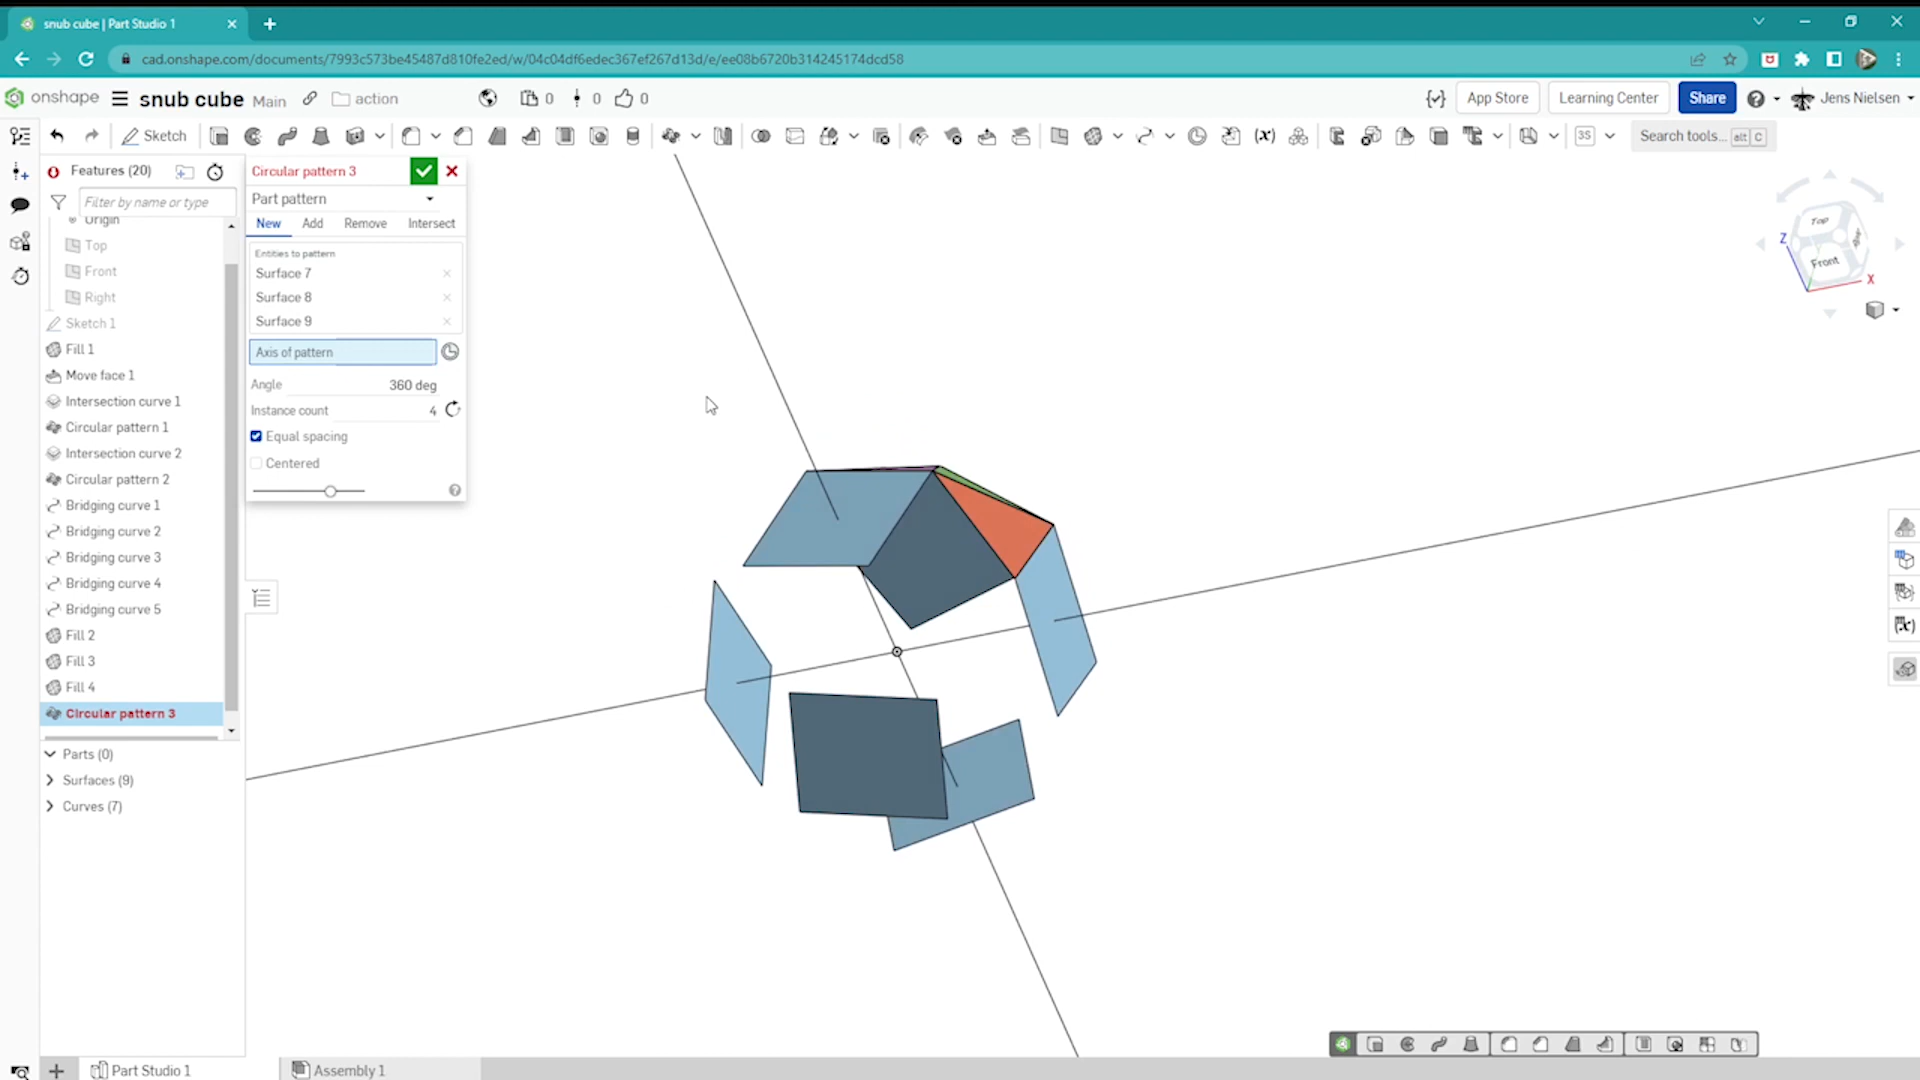 snub cube | Part Studio 1
cad.onshape.com/documents/7993c573be45487d810fe2ed/w/04c04df6edec367ef267d13d/e/ee08b6720b314245174dcd58
onshape snub cube Main action 0 0 0 App Store Learning Center Share Jens Nielsen
Sketch (x) 3S Search tools... alt C
Features (20)
Filter by name or type
Origin
Top
Front
Right
Sketch 1
Fill 1
Move face 1
Intersection curve 1
Circular pattern 1
Intersection curve 2
Circular pattern 2
Bridging curve 1
Bridging curve 2
Bridging curve 3
Bridging curve 4
Bridging curve 5
Fill 2
Fill 3
Fill 4
Circular pattern 3
Parts (0)
Surfaces (9)
Curves (7)
Circular pattern 3
Part pattern
New Add Remove Intersect
Entities to pattern
Surface 7
Surface 8
Surface 9
Axis of pattern
Angle 360 deg
Instance count 4
Equal spacing
Centered
Top
Front
Z
X
(x)
Part Studio 1 Assembly 1